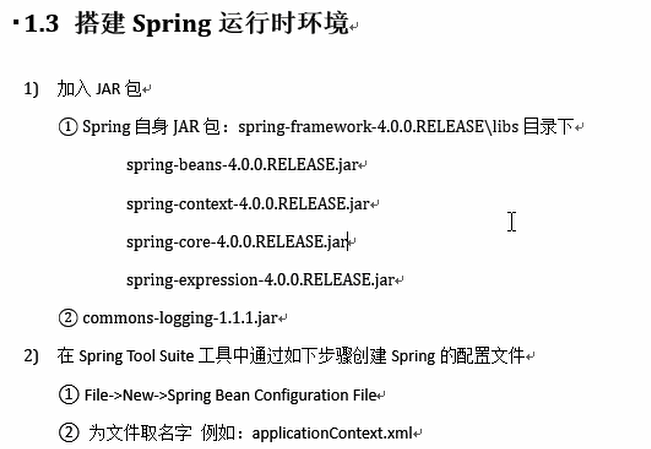 1.3 搭建 Spring 运行时环境
1) 加入 JAR 包
① Spring 自身 JAR 包：spring-framework-4.0.0.RELEASE\libs 目录下
spring-beans-4.0.0.RELEASE.jar
spring-context-4.0.0.RELEASE.jar
spring-core-4.0.0.RELEASE.jar
spring-expression-4.0.0.RELEASE.jar
② commons-logging-1.1.1.jar
2) 在 Spring Tool Suite 工具中通过如下步骤创建 Spring 的配置文件
① File->New->Spring Bean Configuration File
② 为文件取名字 例如：applicationContext.xml